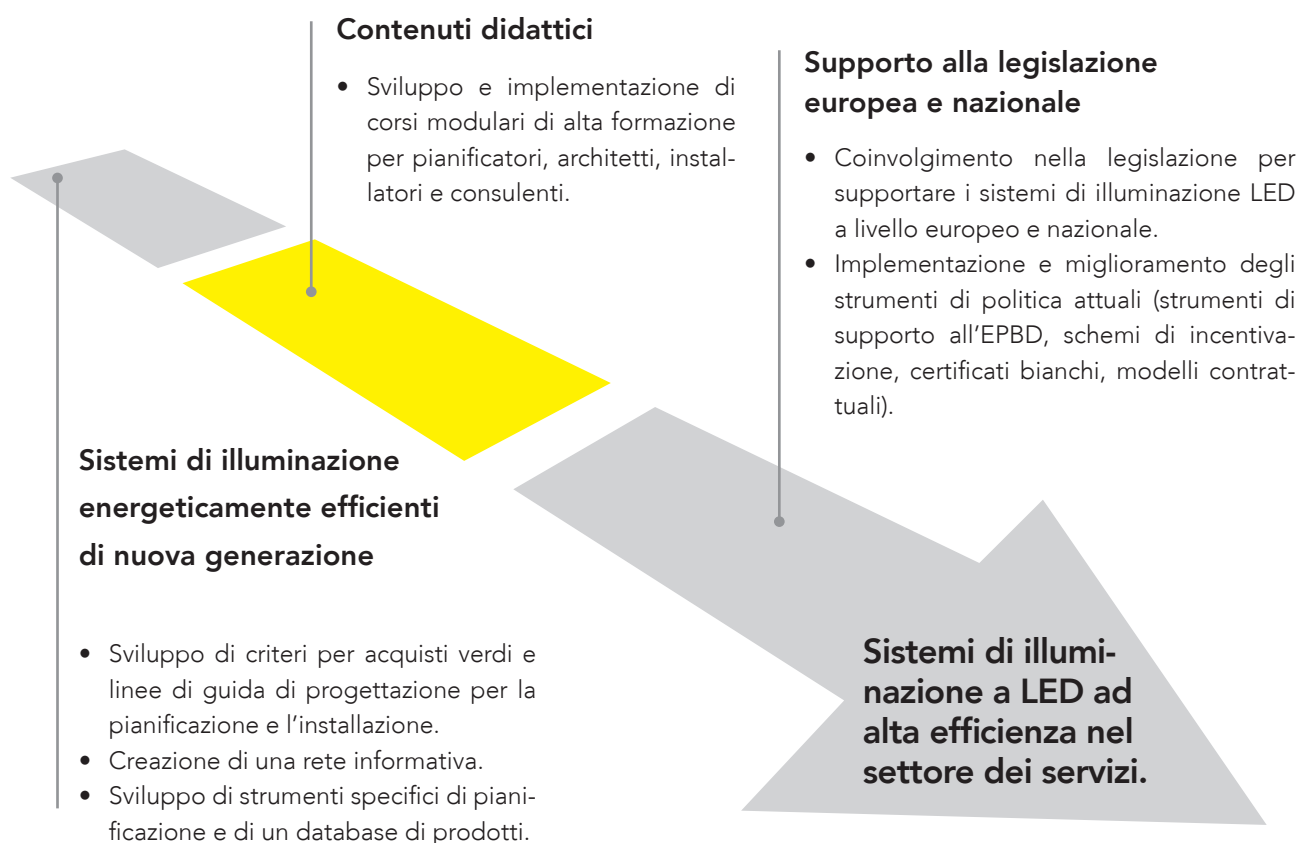 Contenuti didattici
• Sviluppo e implementazione di
corsi modulari di alta formazione
per pianificatori, architetti, instal-
latori e consulenti.
Supporto alla legislazione
europea e nazionale
• Coinvolgimento nella legislazione per
supportare i sistemi di illuminazione LED
a livello europeo e nazionale.
• Implementazione e miglioramento degli
strumenti di politica attuali (strumenti di
supporto all’EPBD, schemi di incentiva-
zione, certificati bianchi, modelli contrat-
tuali).
Sistemi di illuminazione
energeticamente efficienti
di nuova generazione
• Sviluppo di criteri per acquisti verdi e
linee di guida di progettazione per la
pianificazione e l’installazione.
• Creazione di una rete informativa.
• Sviluppo di strumenti specifici di piani-
ficazione e di un database di prodotti.
Sistemi di illumi-
nazione a LED ad
alta efficienza nel
settore dei servizi.